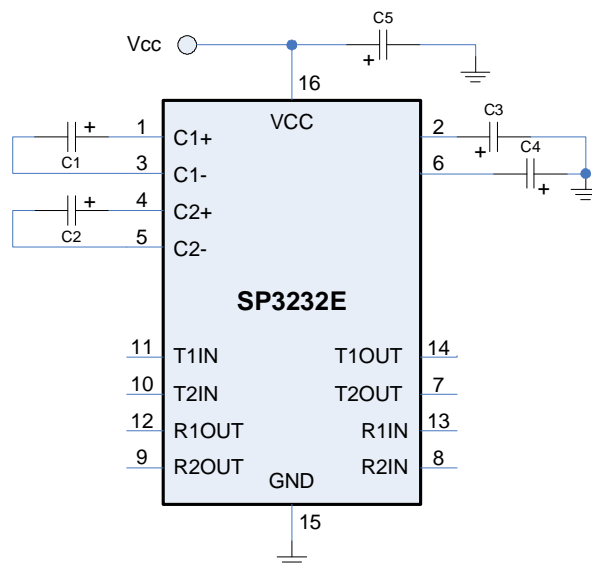 C5
Vcc
+
16
VCC
1
C1+
+
C1
3
C1-
4
C2+
+
C2
5
C2-
2
C3
+
6
C4
+
SP3232E
11
T1IN
T1OUT
14
10
T2IN
T2OUT
7
12
R1OUT
R1IN
13
9
R2OUT
R2IN
8
GND
15